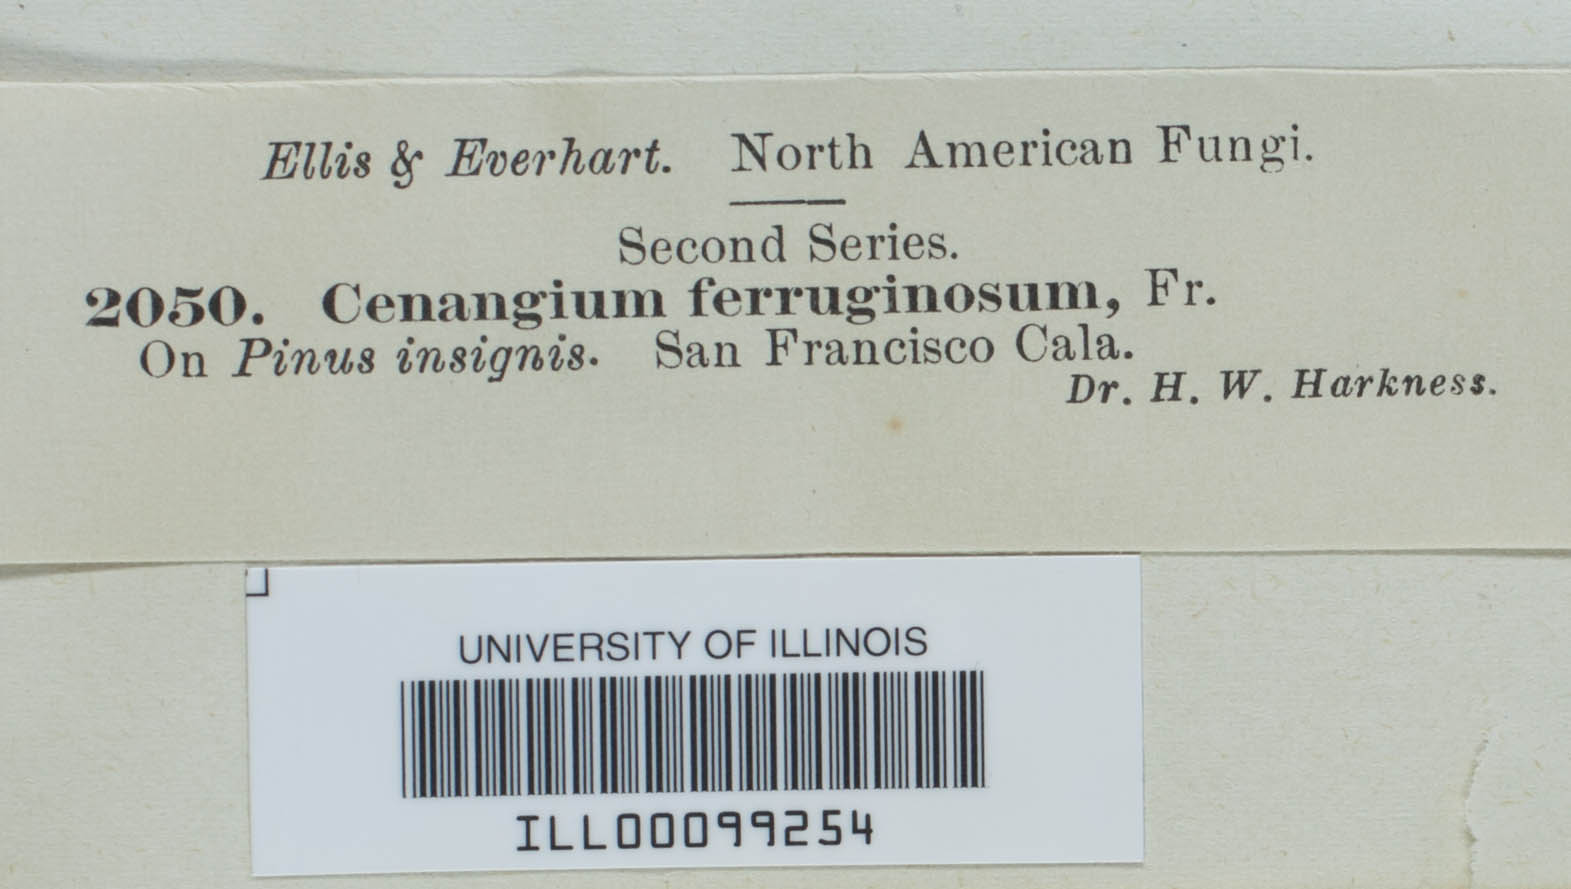 Ellis & Everhart. North American Fungi.
Second Series.
2050. Cenangium ferruginosum, Fr.
On Pinus insignis. San Francisco Cala.
Dr. H. W. Harkness.
UNIVERSITY OF ILLINOIS
ILL00099254